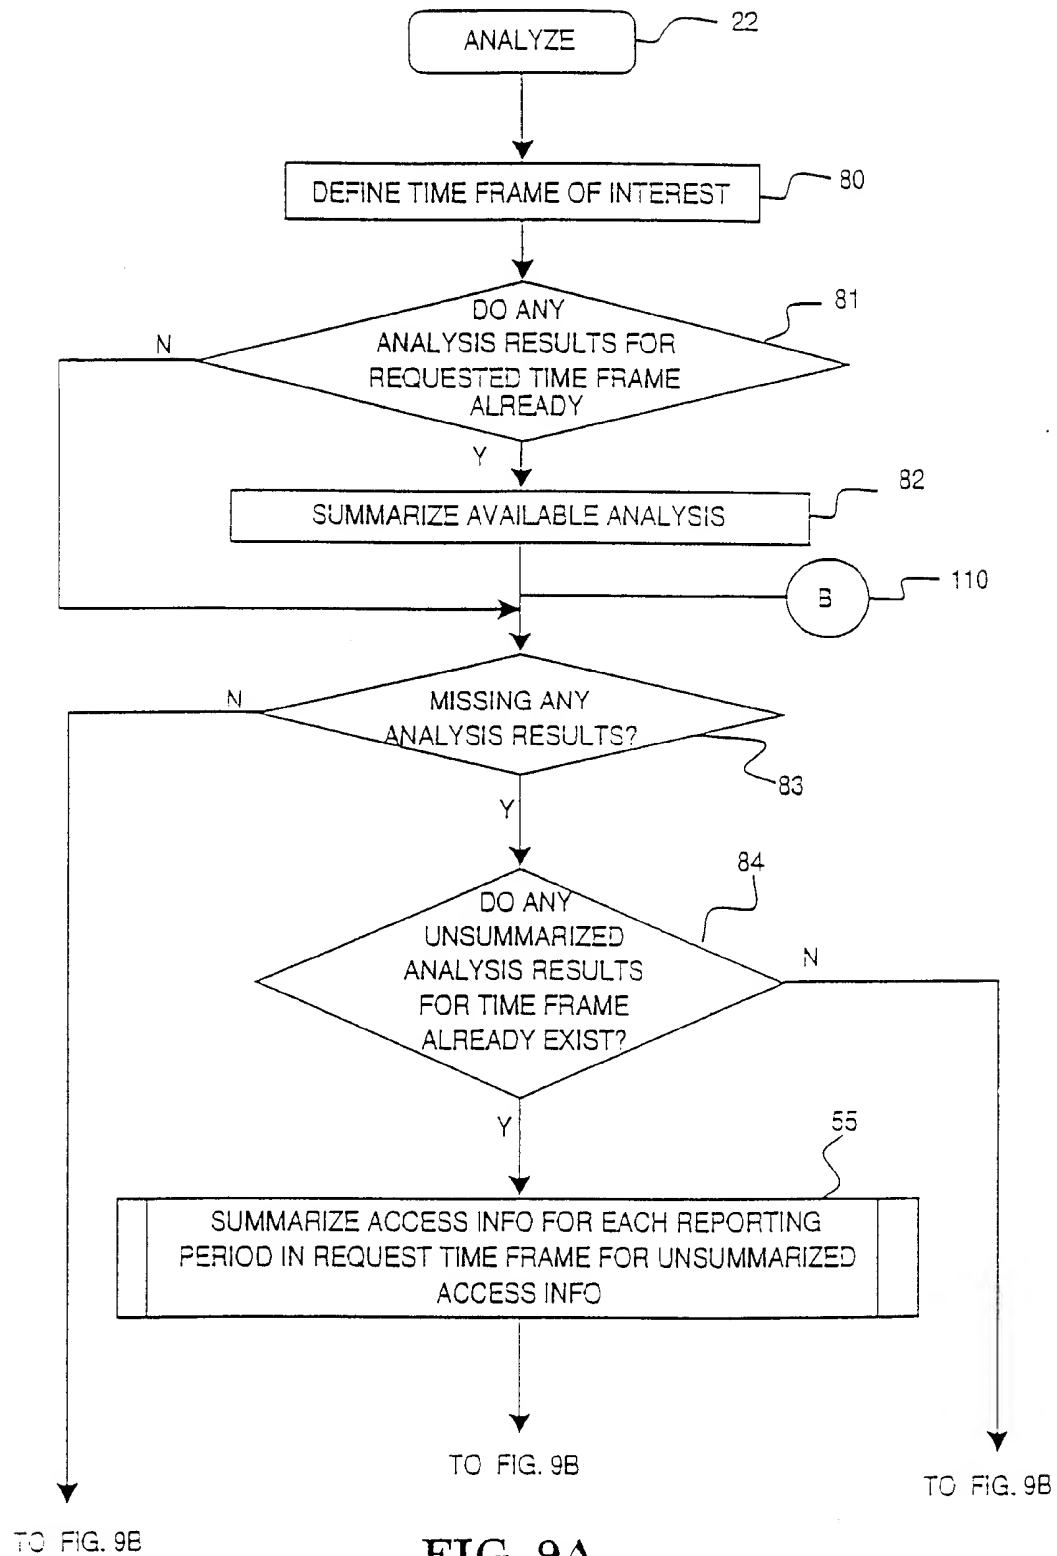 ANALYZE
22
DEFINE TIME FRAME OF INTEREST
80
DO ANY
ANALYSIS RESULTS FOR
REQUESTED TIME FRAME
ALREADY
81
N
Y
SUMMARIZE AVAILABLE ANALYSIS
82
B
110
MISSING ANY
ANALYSIS RESULTS?
N
83
Y
DO ANY
UNSUMMARIZED
ANALYSIS RESULTS
FOR TIME FRAME
ALREADY EXIST?
84
N
Y
55
SUMMARIZE ACCESS INFO FOR EACH REPORTING
PERIOD IN REQUEST TIME FRAME FOR UNSUMMARIZED
ACCESS INFO
TO FIG. 9B
TO FIG. 9B
TO FIG. 9B
FIG. 9A